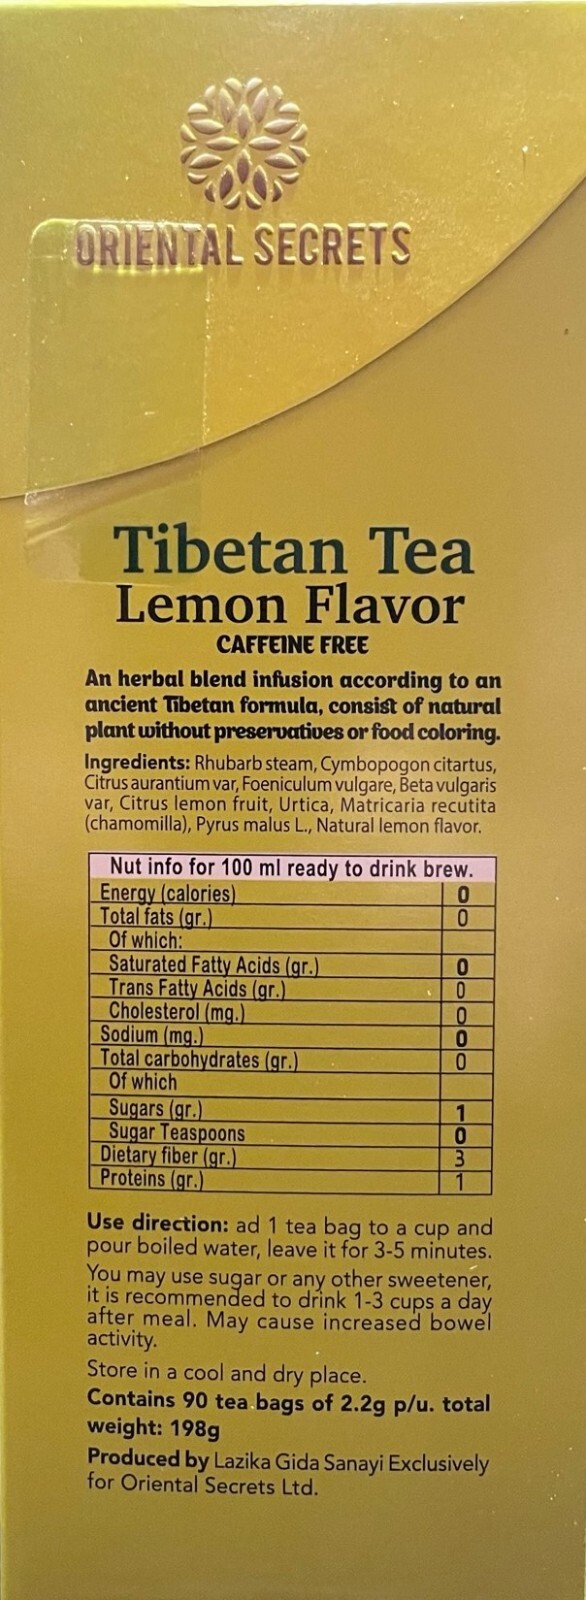 ORIENTAL SECRETS
Tibetan Tea
Lemon Flavor
CAFFEINE FREE
An herbal blend infusion according to an
ancient Tibetan formula, consist of natural
plant without preservatives or food coloring.
Ingredients: Rhubarb steam, Cymbopogon citartus,
Citrus aurantium var, Foeniculum vulgare, Beta vulgaris
var, Citrus lemon fruit, Urtica, Matricaria recutita
(chamomilla), Pyrus malus L., Natural lemon flavor.
Nut info for 100 ml ready to drink brew.
Energy (calories) 0
Total fats (gr.) 0
Of which:
Saturated Fatty Acids (gr.) 0
Trans Fatty Acids (gr.) 0
Cholesterol (mg.) 0
Sodium (mg.) 0
Total carbohydrates (gr.) 0
Of which
Sugars (gr.) 1
Sugar Teaspoons 0
Dietary fiber (gr.) 3
Proteins (gr.) 1
Use direction: ad 1 tea bag to a cup and
pour boiled water, leave it for 3-5 minutes.
You may use sugar or any other sweetener,
it is recommended to drink 1-3 cups a day
after meal. May cause increased bowel
activity.
Store in a cool and dry place.
Contains 90 tea bags of 2.2g p/u. total
weight: 198g
Produced by Lazika Gida Sanayi Exclusively
for Oriental Secrets Ltd.